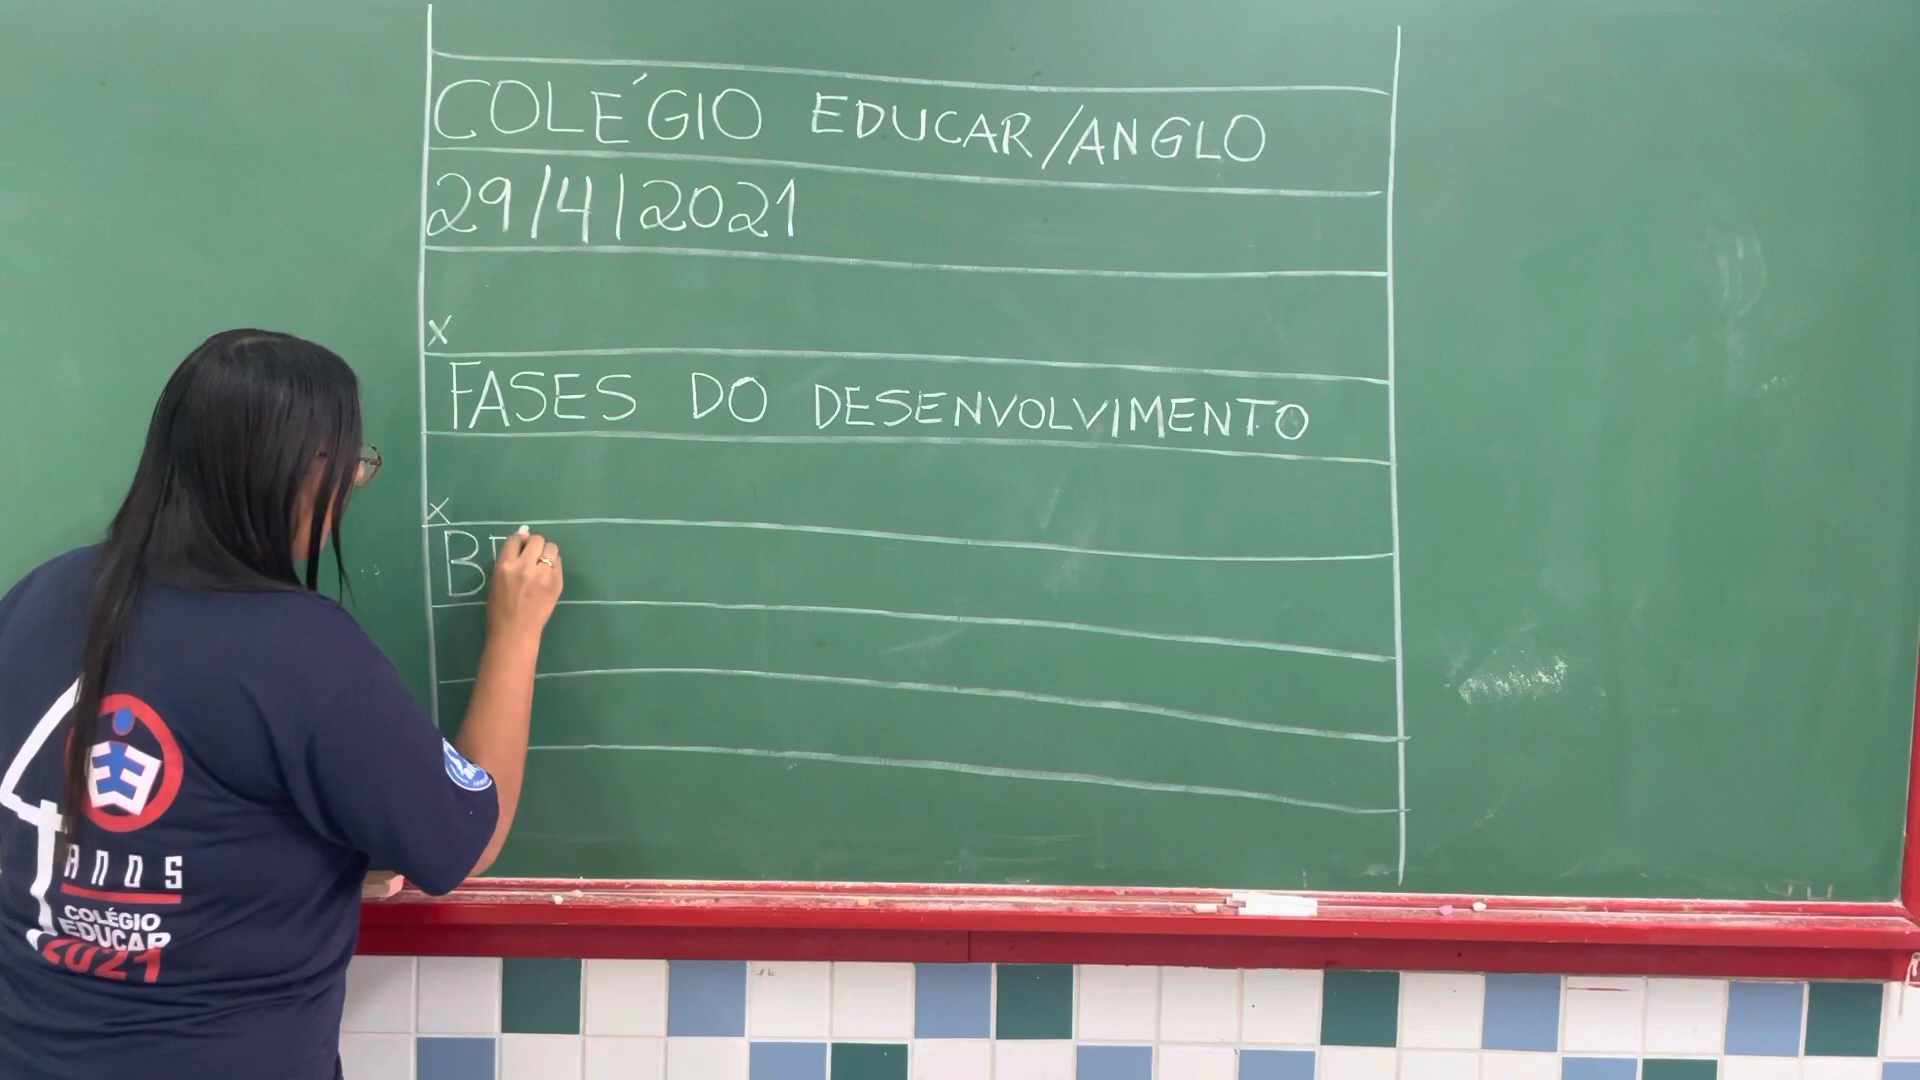 COLÉGIO EDUCAR/ANGLO
29/4/2021
X
FASES DO DESENVOLVIMENTO
X
B
4
ANOS
COLÉGIO
EDUCAR
2021